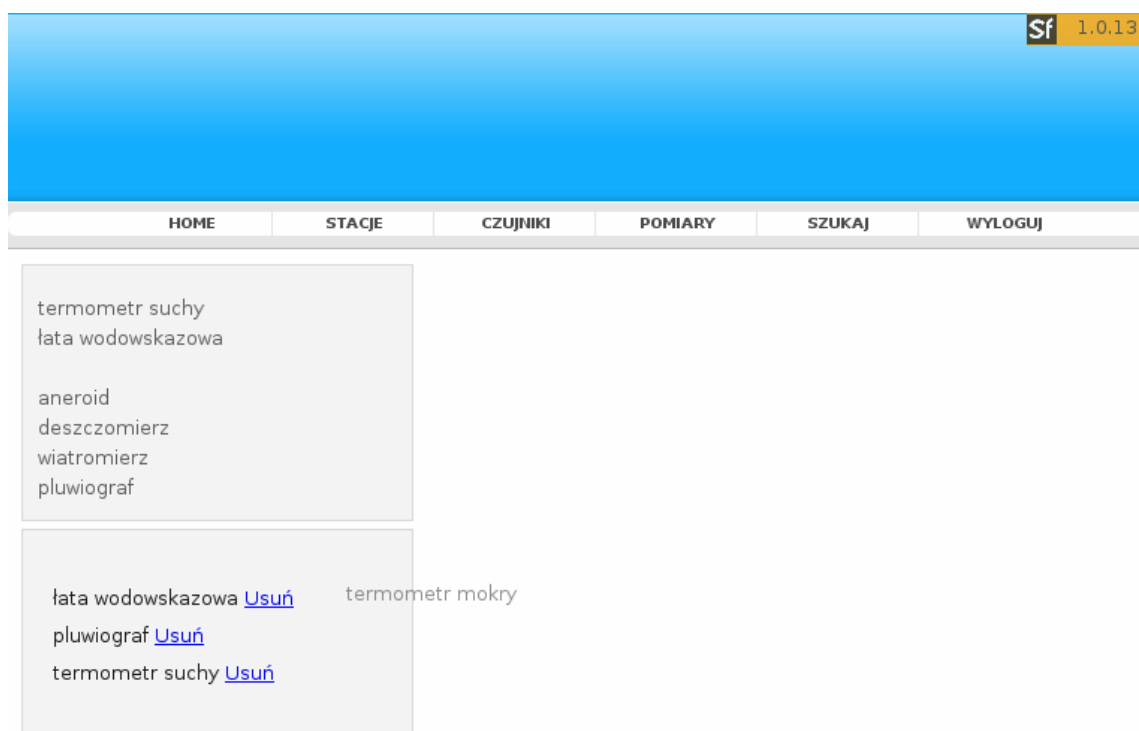 Sf 1.0.13
HOME STACJE CZUJNIKI POMIARY SZUKAJ WYLOGUJ
termometr suchy
łata wodowskazowa
aneroid
deszczomierz
wiatromierz
pluwiograf
łata wodowskazowa Usuń termometr mokry
pluwiograf Usuń
termometr suchy Usuń